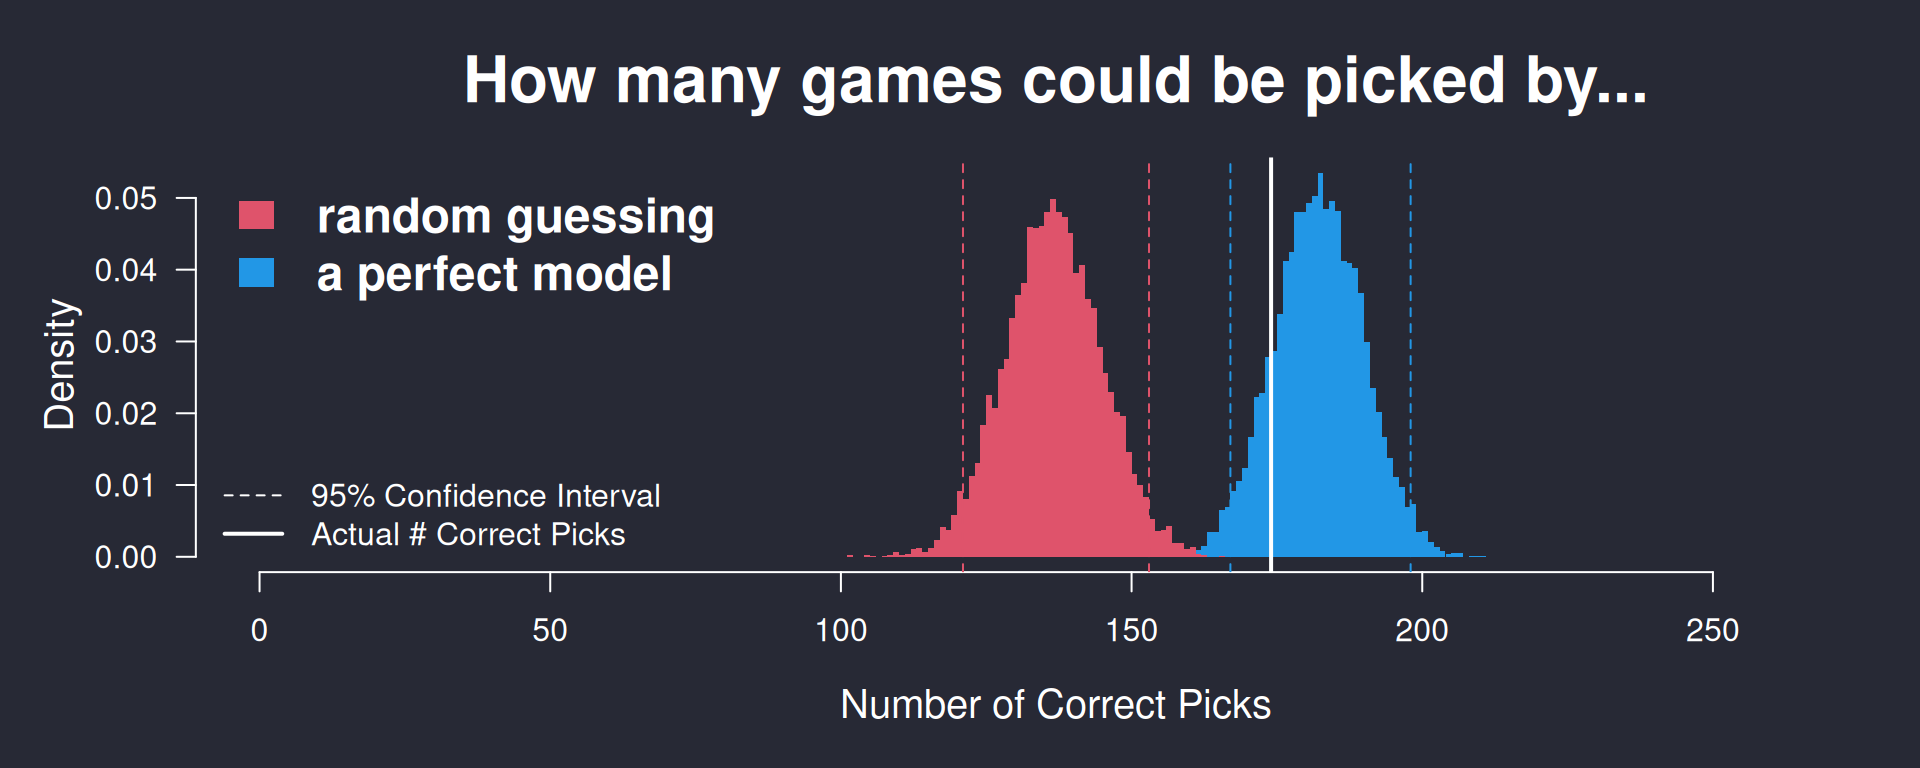 How many games could be picked by...
random guessing
a perfect model
0.05
0.04
0.03
0.02
0.01
0.00
Density
95% Confidence Interval
Actual # Correct Picks
0 50 100 150 200 250
Number of Correct Picks